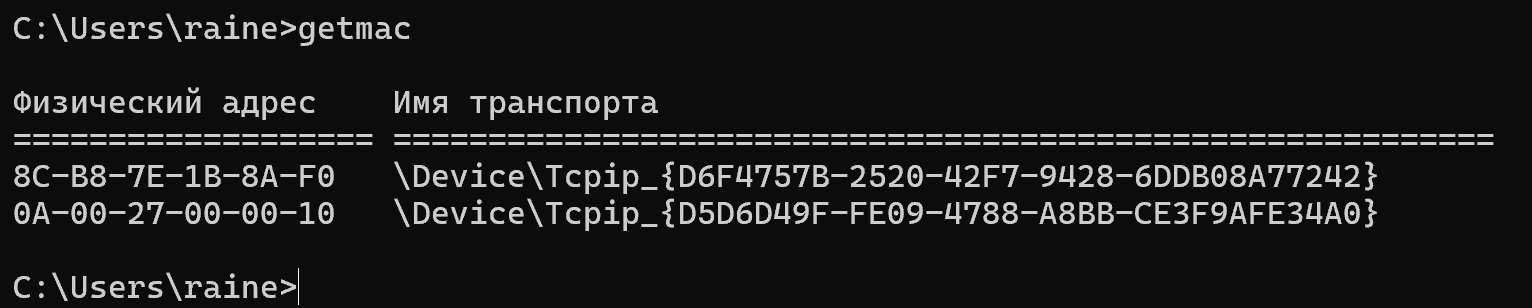 C:\Users\raine>getmac
Физический адрес    Имя транспорта
=================== ==========================================================
8C-B8-7E-1B-8A-F0   \Device\Tcpip_{D6F4757B-2520-42F7-9428-6DDB08A77242}
0A-00-27-00-00-10   \Device\Tcpip_{D5D6D49F-FE09-4788-A8BB-CE3F9AFE34A0}
C:\Users\raine>